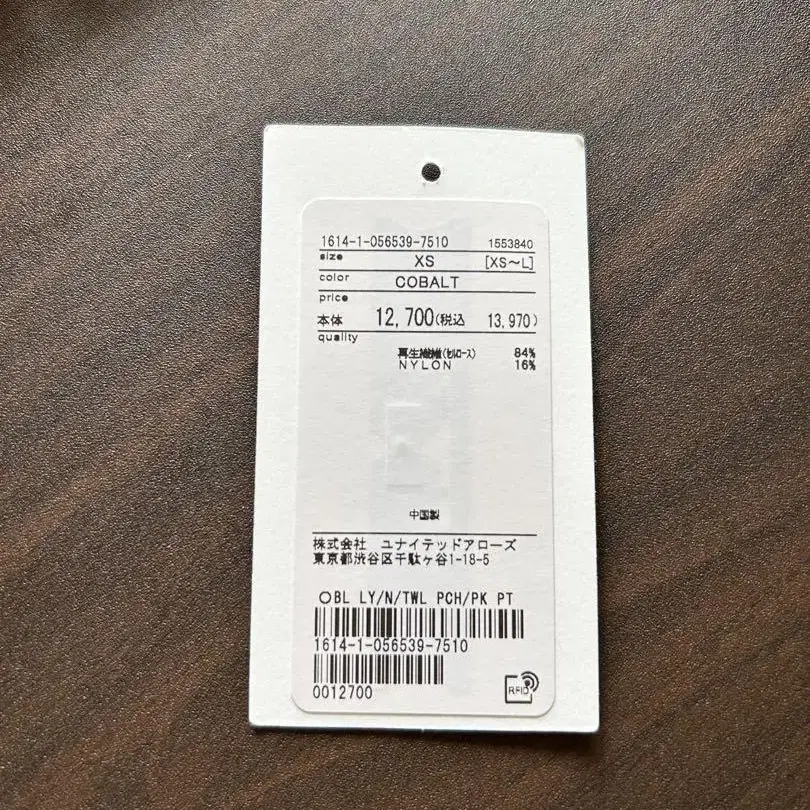 1614-1-056539-7510 1553840
size XS [XS～L]
color COBALT
price
本体 12,700(税込 13,970)
quality
再生繊維(ｾﾙﾛｰｽ) 84%
NYLON 16%
中国製
株式会社 ユナイテッドアローズ
東京都渋谷区千駄ヶ谷1-18-5
○BL LY/N/TWL PCH/PK PT
1614-1-056539-7510
0012700
RFID